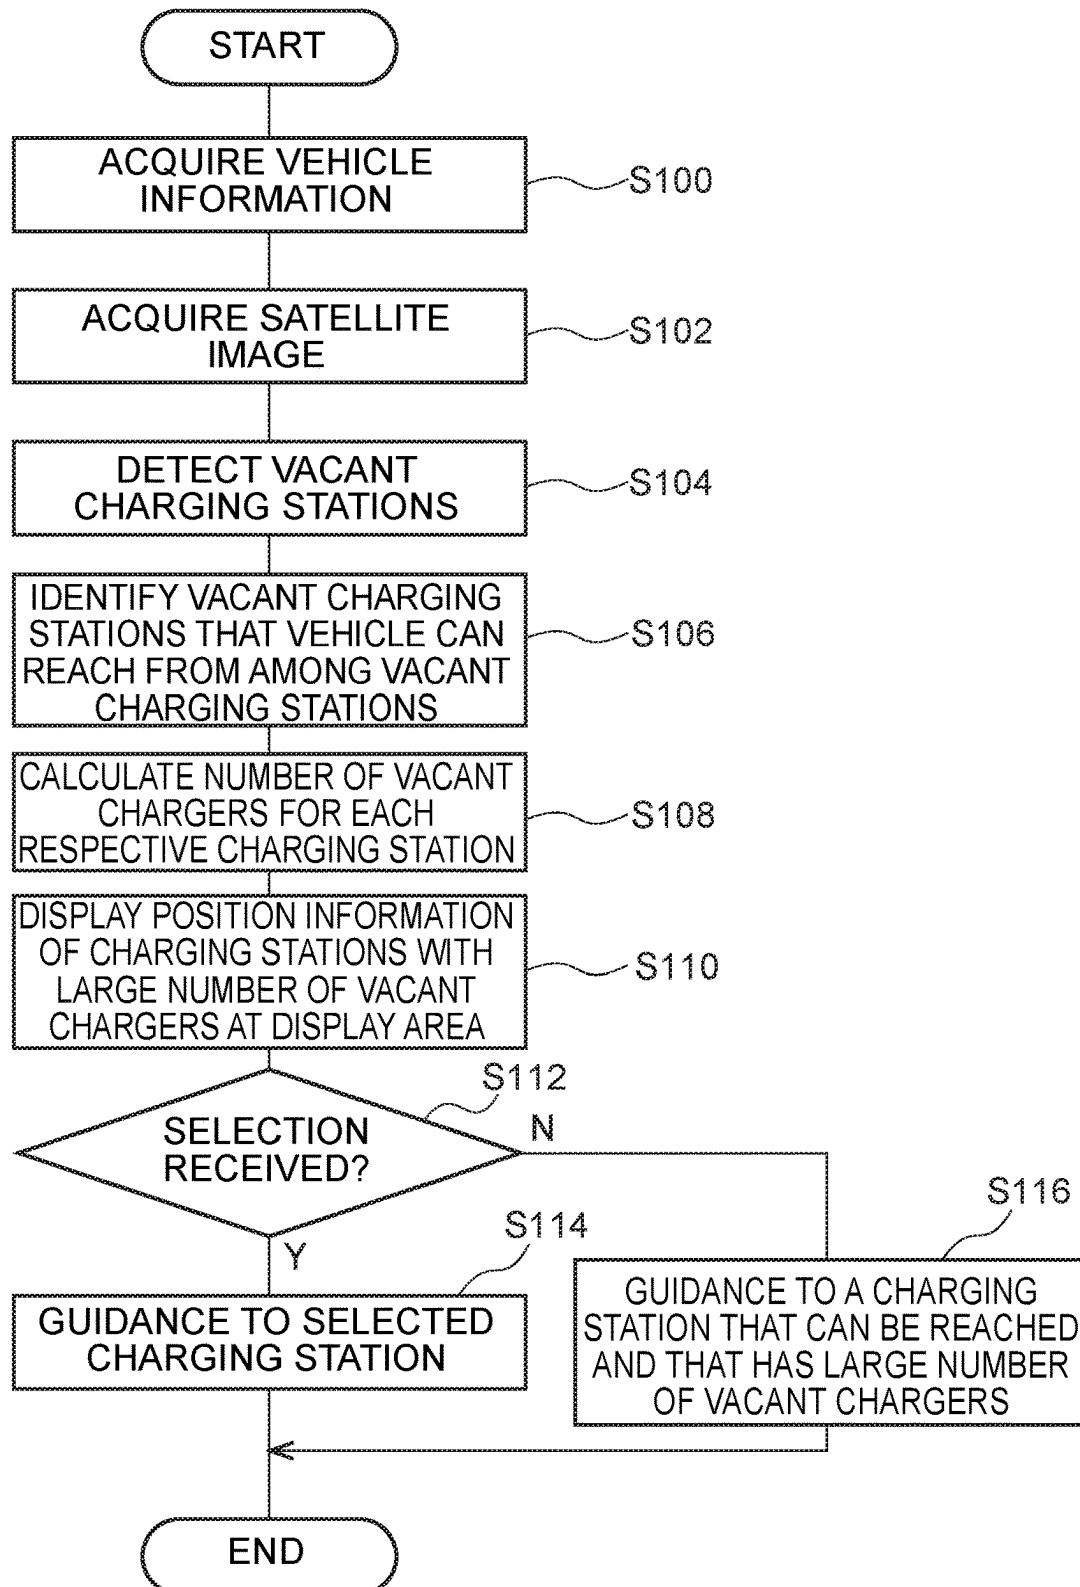 START
ACQUIRE VEHICLE
INFORMATION
S100
ACQUIRE SATELLITE
IMAGE
S102
DETECT VACANT
CHARGING STATIONS
S104
IDENTIFY VACANT CHARGING
STATIONS THAT VEHICLE CAN
REACH FROM AMONG VACANT
CHARGING STATIONS
S106
CALCULATE NUMBER OF VACANT
CHARGERS FOR EACH
RESPECTIVE CHARGING STATION
S108
DISPLAY POSITION INFORMATION
OF CHARGING STATIONS WITH
LARGE NUMBER OF VACANT
CHARGERS AT DISPLAY AREA
S110
S112
SELECTION
RECEIVED?
N
Y
S114
GUIDANCE TO SELECTED
CHARGING STATION
S116
GUIDANCE TO A CHARGING
STATION THAT CAN BE REACHED
AND THAT HAS LARGE NUMBER
OF VACANT CHARGERS
END